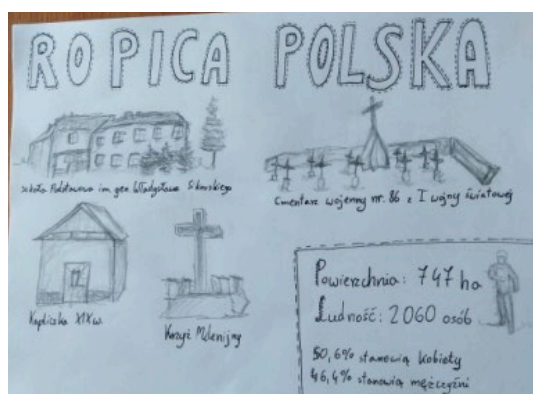 ROPICA POLSKA
Szkoła Podstawowa im. gen. Władysława Sikorskiego
Cmentarz wojenny nr. 86 z I wojny światowej
Kapliczka XIXw.
Krzyż Milenijny
Powierzchnia: 747 ha
Ludność: 2060 osób
50,6% stanowią kobiety
46,4% stanowią mężczyźni